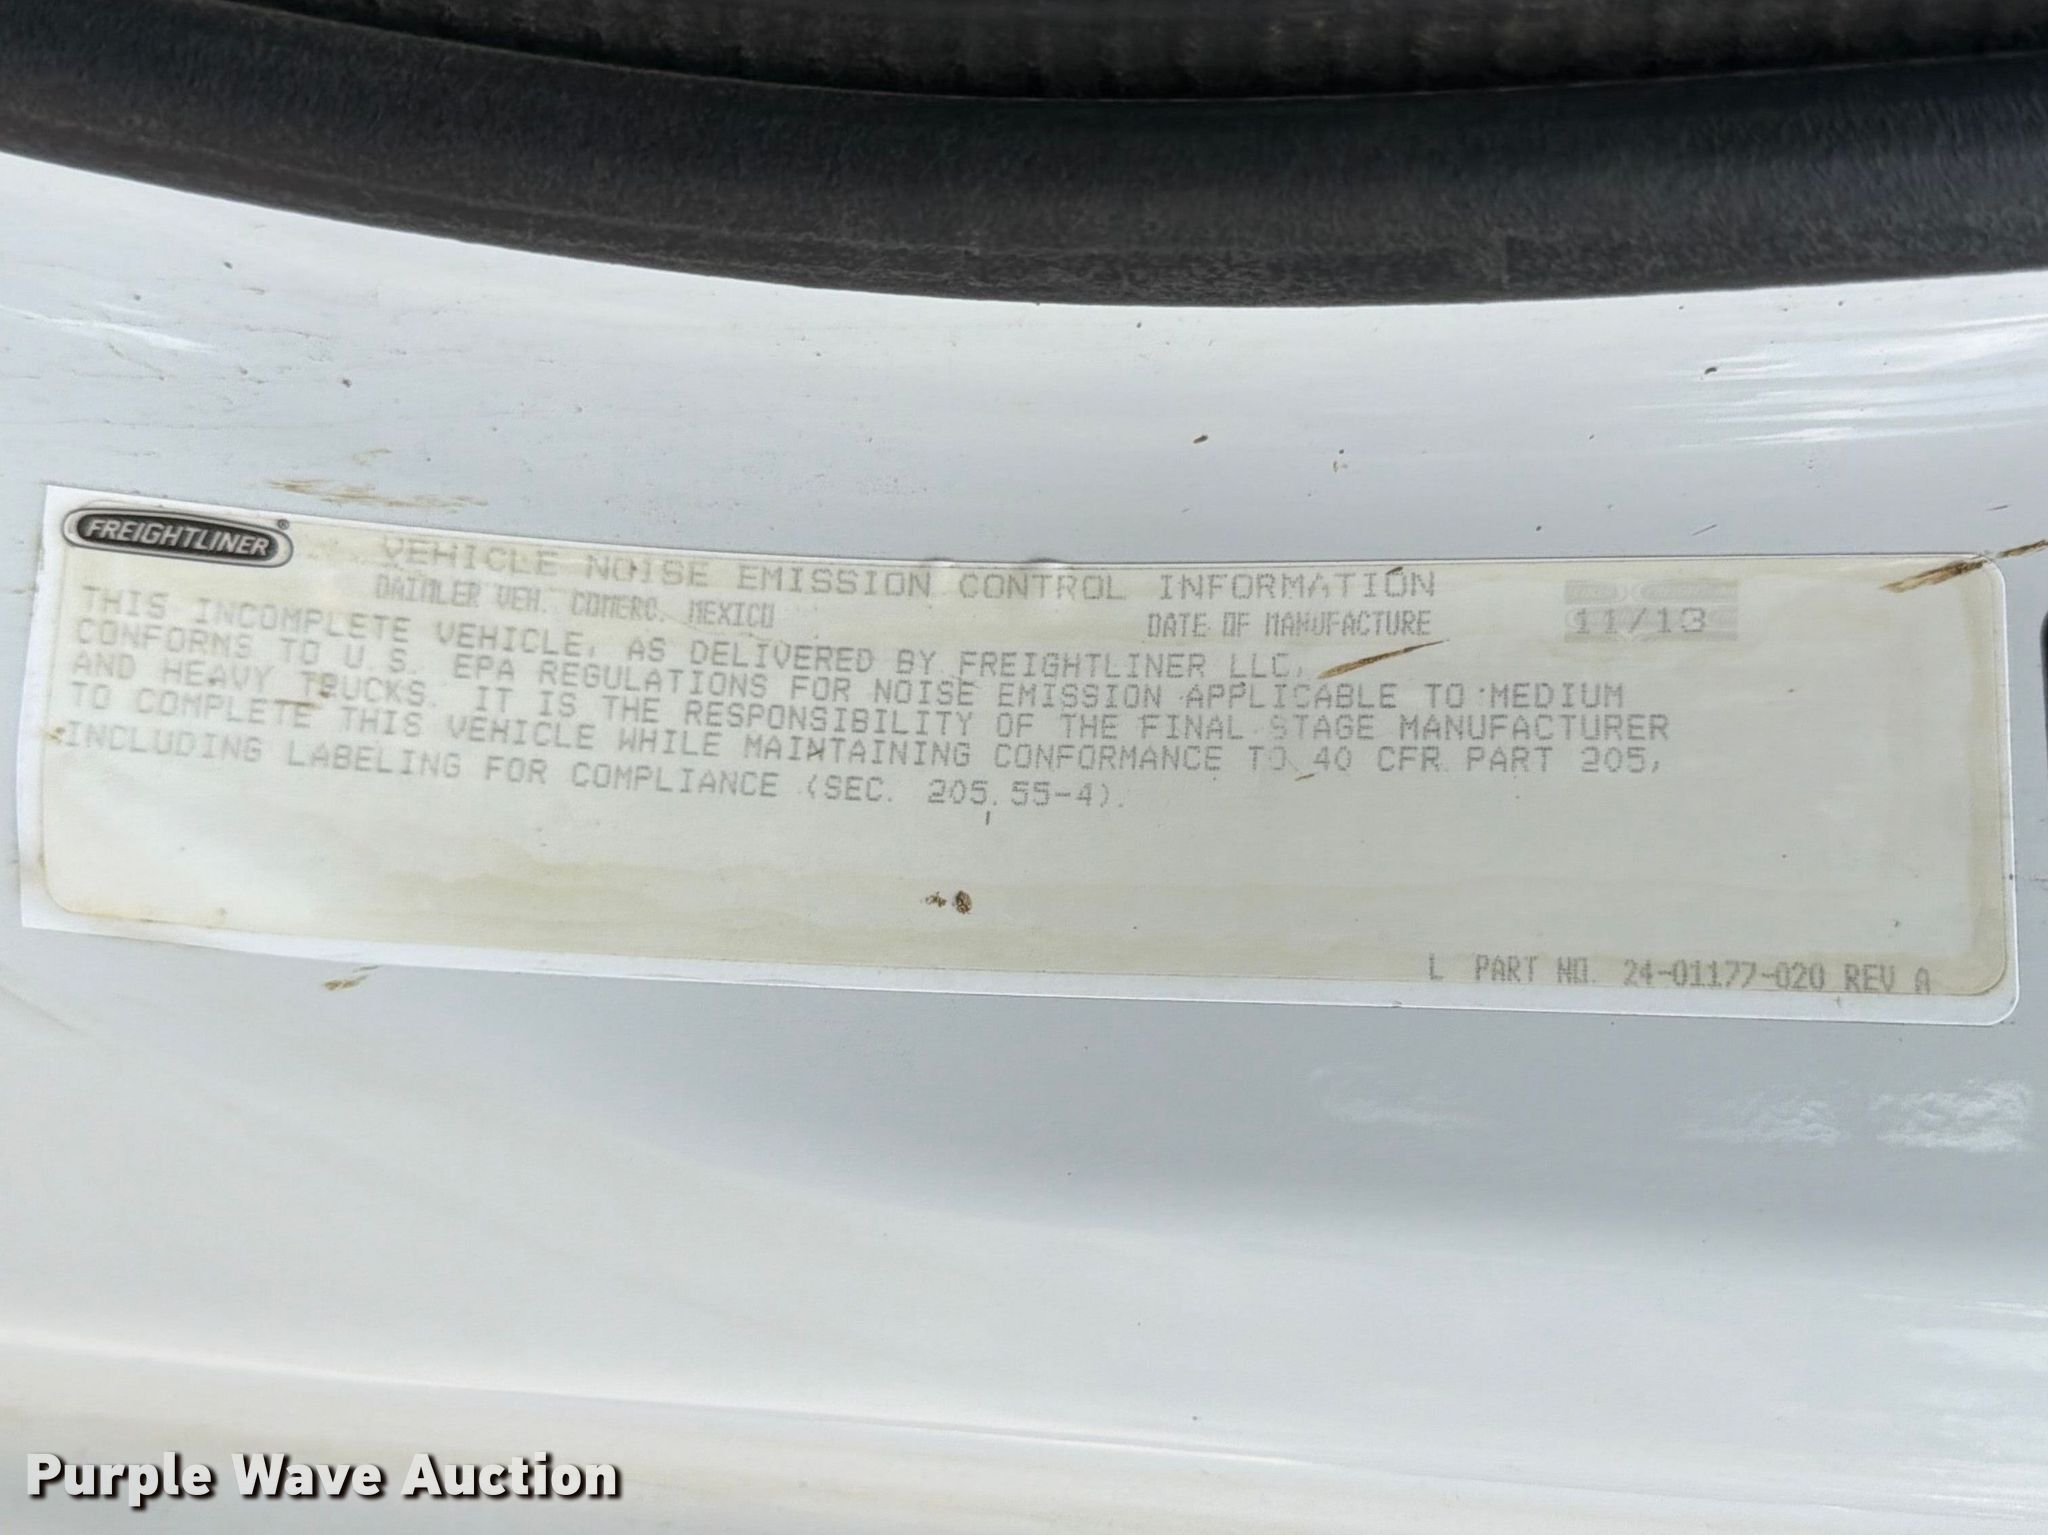 FREIGHTLINER®
VEHICLE NOISE EMISSION CONTROL INFORMATION
DAIMLER VEH. COMERC. MEXICO DATE OF MANUFACTURE 11/13
THIS INCOMPLETE VEHICLE, AS DELIVERED BY FREIGHTLINER LLC,
CONFORMS TO U.S. EPA REGULATIONS FOR NOISE EMISSION APPLICABLE TO MEDIUM
AND HEAVY TRUCKS. IT IS THE RESPONSIBILITY OF THE FINAL STAGE MANUFACTURER
TO COMPLETE THIS VEHICLE WHILE MAINTAINING CONFORMANCE TO 40 CFR PART 205,
INCLUDING LABELING FOR COMPLIANCE (SEC. 205.55-4).
L PART NO. 24-01177-020 REV A
Purple Wave Auction